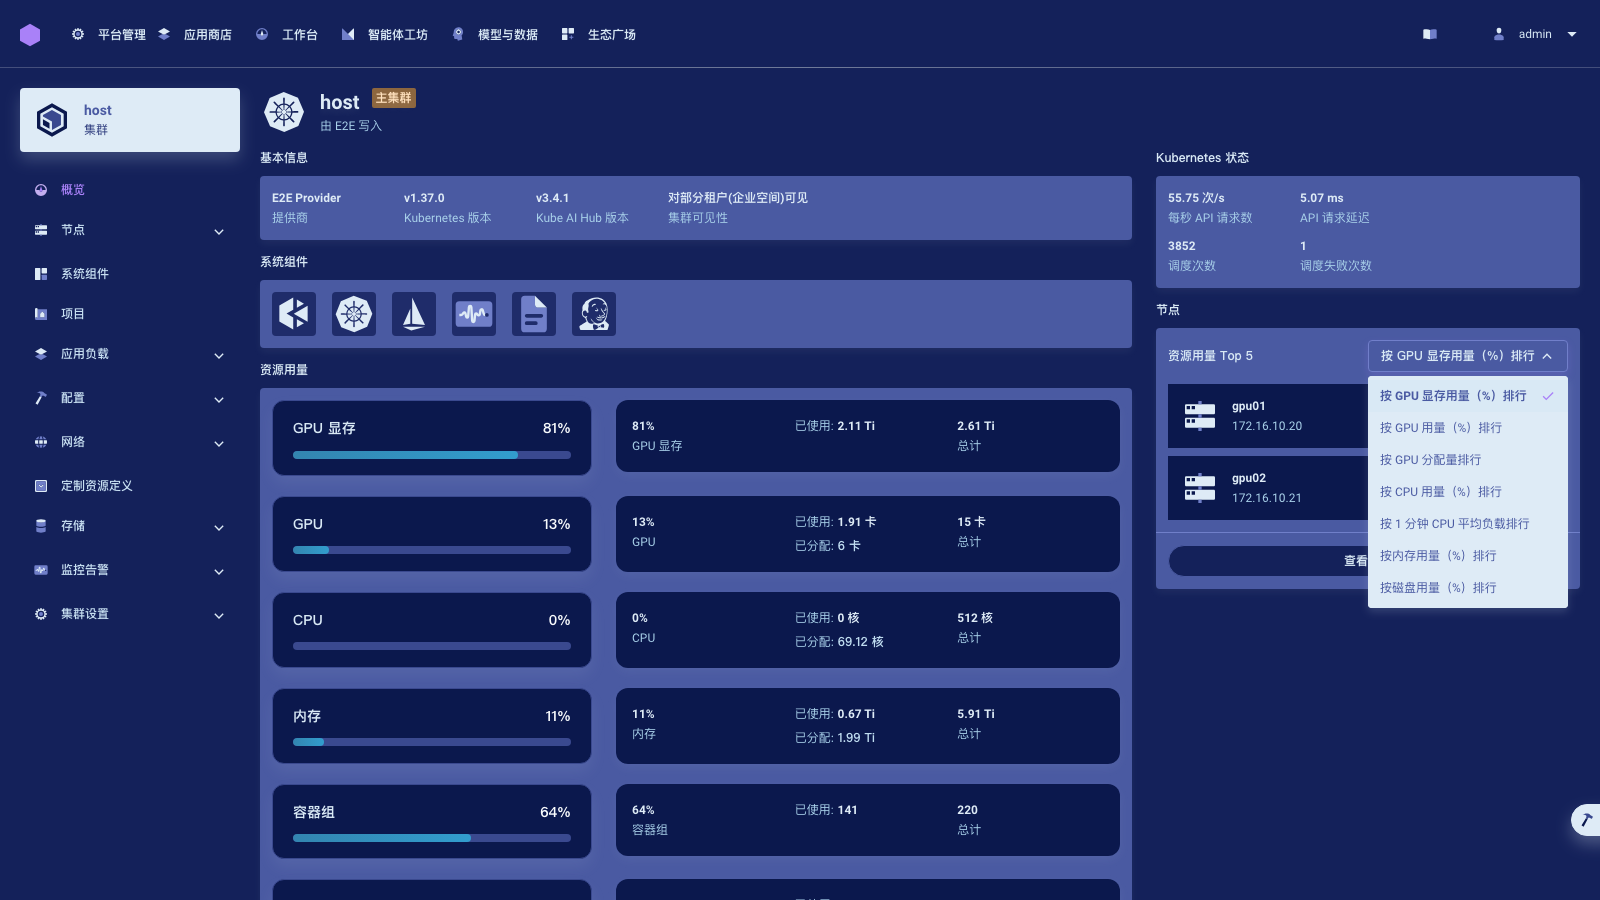 平台管理 应用商店 工作台 智能体工坊 模型与数据 生态广场 admin
host
集群
概览
节点
系统组件
项目
应用负载
配置
网络
定制资源定义
存储
监控告警
集群设置
host 主集群
由 E2E 写入
基本信息
E2E Provider v1.37.0 v3.4.1 对部分租户(企业空间)可见
提供商 Kubernetes 版本 Kube AI Hub 版本 集群可见性
系统组件
资源用量
GPU 显存 81%
81% 已使用: 2.11 Ti 2.61 Ti
GPU 显存 总计
GPU 13%
13% 已使用: 1.91 卡 15 卡
GPU 已分配: 6 卡 总计
CPU 0%
0% 已使用: 0 核 512 核
CPU 已分配: 69.12 核 总计
内存 11%
11% 已使用: 0.67 Ti 5.91 Ti
内存 已分配: 1.99 Ti 总计
容器组 64%
64% 已使用: 141 220
容器组 总计
Kubernetes 状态
55.75 次/s 5.07 ms
每秒 API 请求数 API 请求延迟
3852 1
调度次数 调度失败次数
节点
资源用量 Top 5 按 GPU 显存用量（%）排行
gpu01
172.16.10.20
gpu02
172.16.10.21
查看
按 GPU 显存用量（%）排行
按 GPU 用量（%）排行
按 GPU 分配量排行
按 CPU 用量（%）排行
按 1 分钟 CPU 平均负载排行
按内存用量（%）排行
按磁盘用量（%）排行